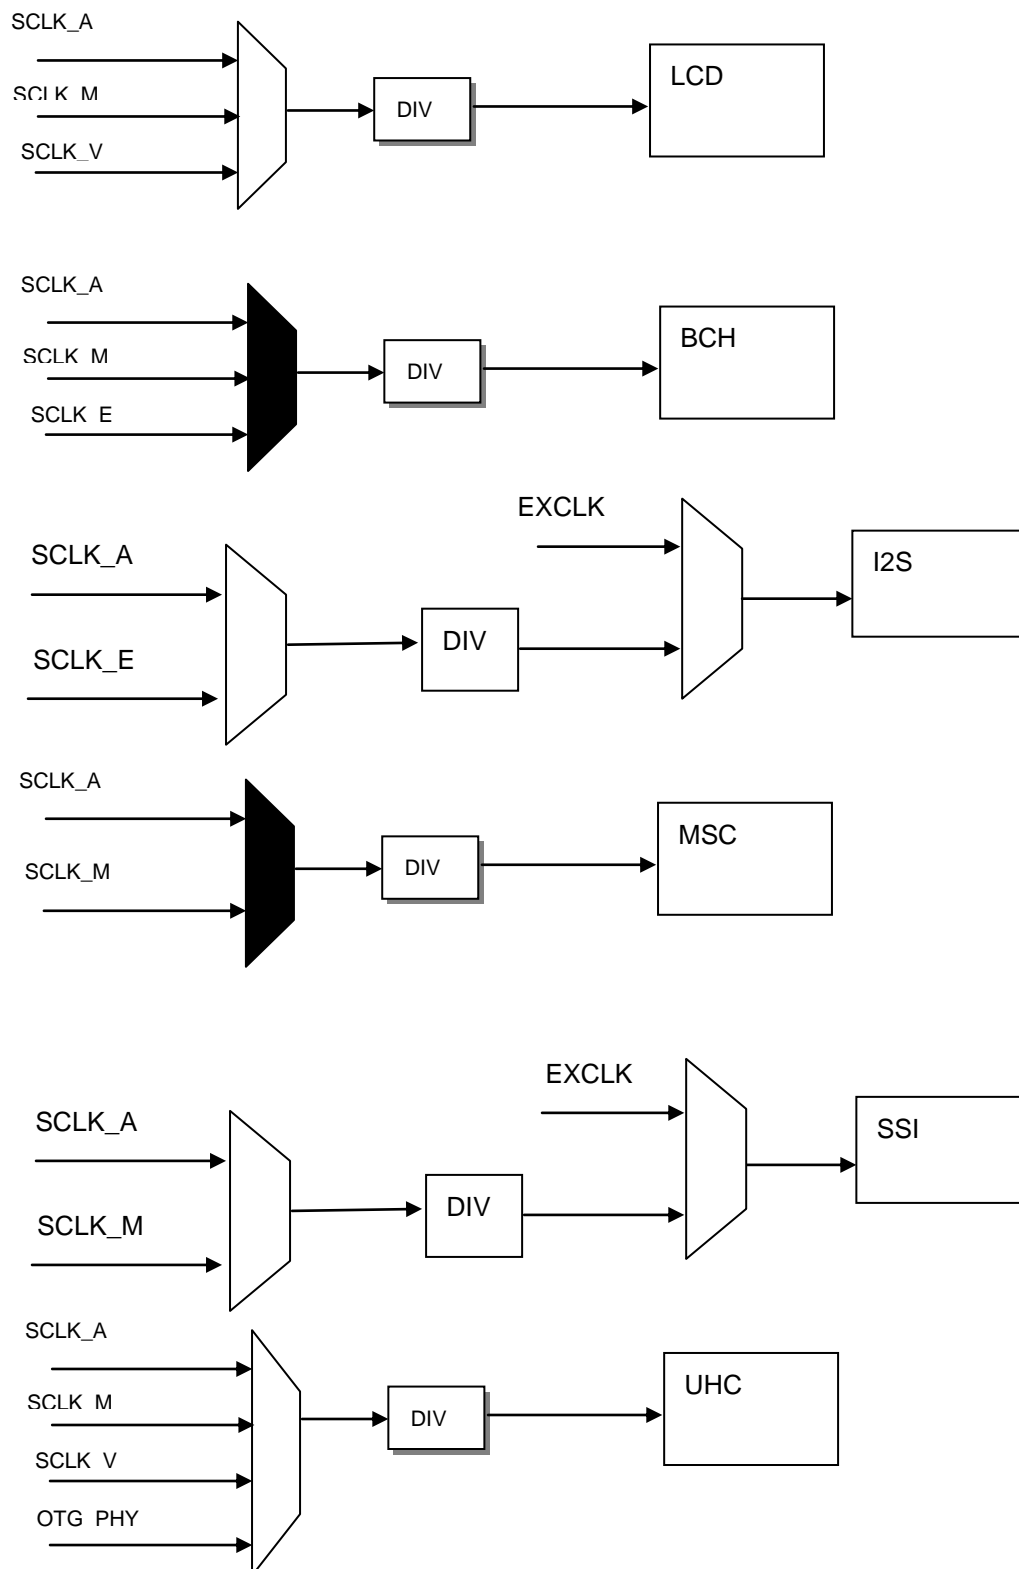 SCLK_A
LCD
SCLK_M
DIV
SCLK_V
SCLK_A
BCH
SCLK_M
DIV
SCLK_E
EXCLK
SCLK_A
I2S
DIV
SCLK_E
SCLK_A
MSC
SCLK_M
DIV
EXCLK
SCLK_A
SSI
DIV
SCLK_M
SCLK_A
UHC
SCLK_M
DIV
SCLK_V
OTG_PHY